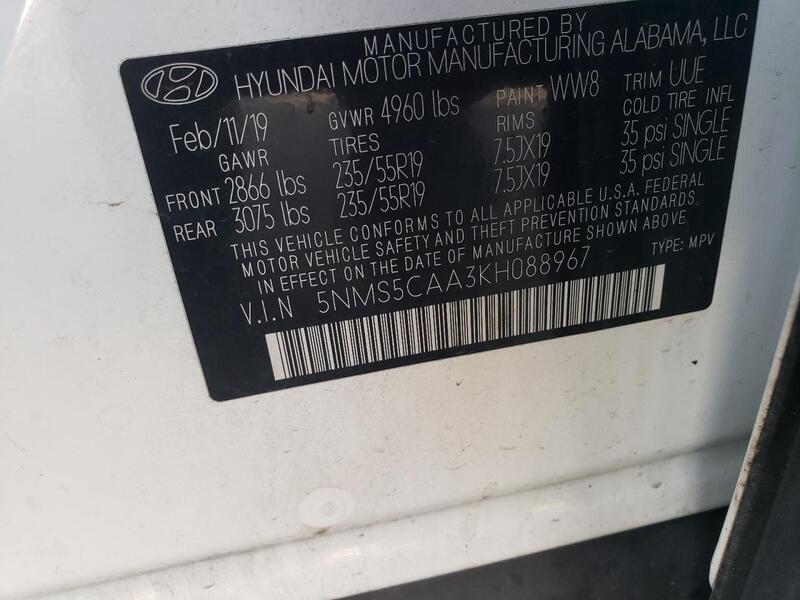 MANUFACTURED BY
HYUNDAI MOTOR MANUFACTURING ALABAMA, LLC
Feb/11/19 GVWR 4960 lbs PAINT WW8 TRIM UUE
GAWR TIRES RIMS COLD TIRE INFL
FRONT 2866 lbs 235/55R19 7.5JX19 35 psi SINGLE
REAR 3075 lbs 235/55R19 7.5JX19 35 psi SINGLE
THIS VEHICLE CONFORMS TO ALL APPLICABLE U.S.A. FEDERAL
MOTOR VEHICLE SAFETY AND THEFT PREVENTION STANDARDS
IN EFFECT ON THE DATE OF MANUFACTURE SHOWN ABOVE
V.I.N 5NMS5CAA3KH088967 TYPE: MPV